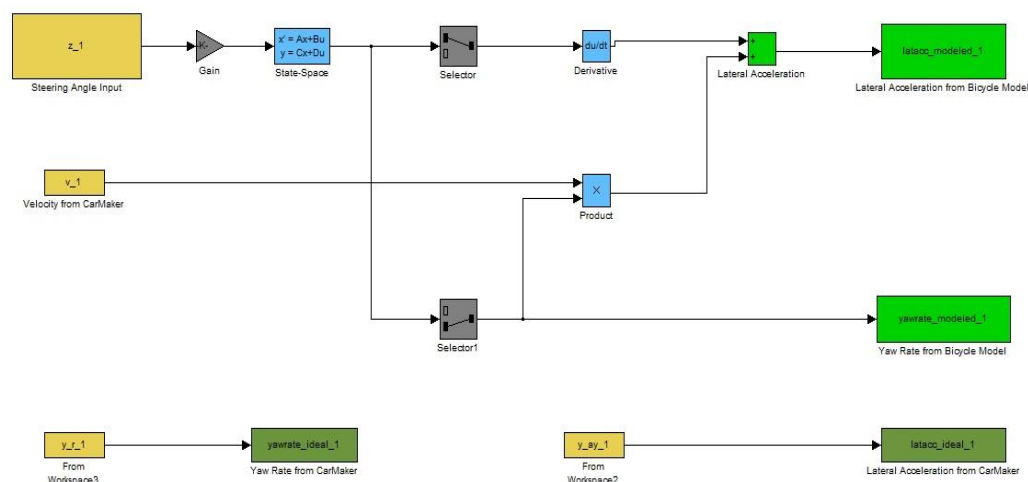 z_1
Steering Angle Input
-K-
Gain
x' = Ax+Bu
y = Cx+Du
State-Space
Selector
du/dt
Derivative
+
+
Lateral Acceleration
latacc_modeled_1
Lateral Acceleration from Bicycle Model
v_1
Velocity from CarMaker
X
Product
Selector1
yawrate_modeled_1
Yaw Rate from Bicycle Model
y_r_1
From
Workspace3
yawrate_ideal_1
Yaw Rate from CarMaker
y_ay_1
From
Workspace2
latacc_ideal_1
Lateral Acceleration from CarMaker